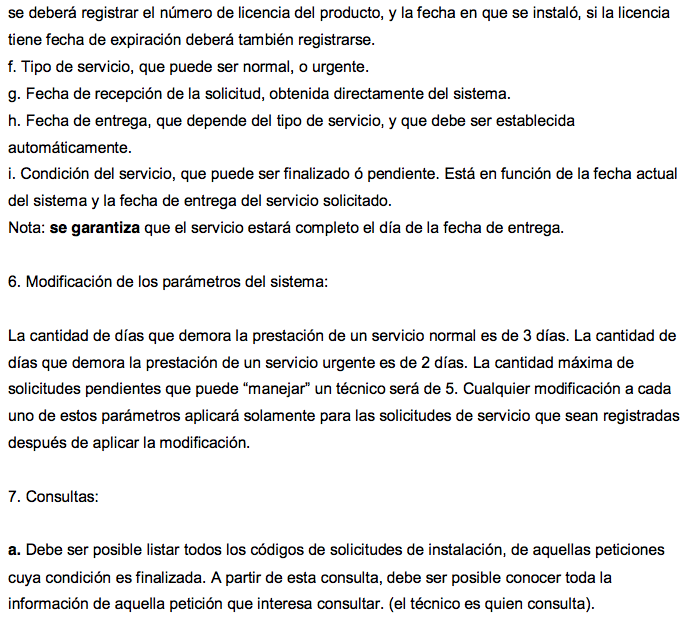 se deberá registrar el número de licencia del producto, y la fecha en que se instaló, si la licencia
tiene fecha de expiración deberá también registrarse.
f. Tipo de servicio, que puede ser normal, o urgente.
g. Fecha de recepción de la solicitud, obtenida directamente del sistema.
h. Fecha de entrega, que depende del tipo de servicio, y que debe ser establecida
automáticamente.
i. Condición del servicio, que puede ser finalizado ó pendiente. Está en función de la fecha actual
del sistema y la fecha de entrega del servicio solicitado.
Nota: se garantiza que el servicio estará completo el día de la fecha de entrega.
6. Modificación de los parámetros del sistema:
La cantidad de días que demora la prestación de un servicio normal es de 3 días. La cantidad de
días que demora la prestación de un servicio urgente es de 2 días. La cantidad máxima de
solicitudes pendientes que puede “manejar” un técnico será de 5. Cualquier modificación a cada
uno de estos parámetros aplicará solamente para las solicitudes de servicio que sean registradas
después de aplicar la modificación.
7. Consultas:
a. Debe ser posible listar todos los códigos de solicitudes de instalación, de aquellas peticiones
cuya condición es finalizada. A partir de esta consulta, debe ser posible conocer toda la
información de aquella petición que interesa consultar. (el técnico es quien consulta).